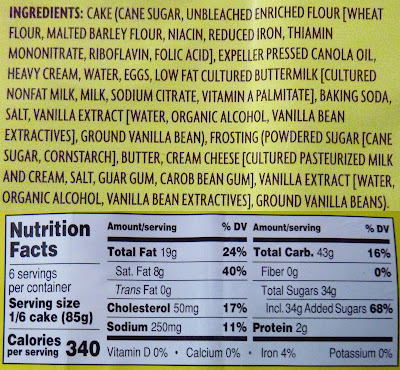 INGREDIENTS: CAKE (CANE SUGAR, UNBLEACHED ENRICHED FLOUR [WHEAT
FLOUR, MALTED BARLEY FLOUR, NIACIN, REDUCED IRON, THIAMIN
MONONITRATE, RIBOFLAVIN, FOLIC ACID], EXPELLER PRESSED CANOLA OIL,
HEAVY CREAM, WATER, EGGS, LOW FAT CULTURED BUTTERMILK [CULTURED
NONFAT MILK, MILK, SODIUM CITRATE, VITAMIN A PALMITATE], BAKING SODA,
SALT, VANILLA EXTRACT [WATER, ORGANIC ALCOHOL, VANILLA BEAN
EXTRACTIVES], GROUND VANILLA BEAN), FROSTING (POWDERED SUGAR [CANE
SUGAR, CORNSTARCH], BUTTER, CREAM CHEESE [CULTURED PASTEURIZED MILK
AND CREAM, SALT, GUAR GUM, CAROB BEAN GUM], VANILLA EXTRACT [WATER,
ORGANIC ALCOHOL, VANILLA BEAN EXTRACTIVES], GROUND VANILLA BEANS).
Nutrition
Facts
6 servings
per container
Serving size
1/6 cake (85g)
Calories
per serving 340
Amount/serving % DV
Total Fat 19g 24%
Sat. Fat 8g 40%
Trans Fat 0g
Cholesterol 50mg 17%
Sodium 250mg 11%
Amount/serving % DV
Total Carb. 43g 16%
Fiber 0g 0%
Total Sugars 34g
Incl. 34g Added Sugars 68%
Protein 2g
Vitamin D 0% • Calcium 0% • Iron 4% Potassium 0%